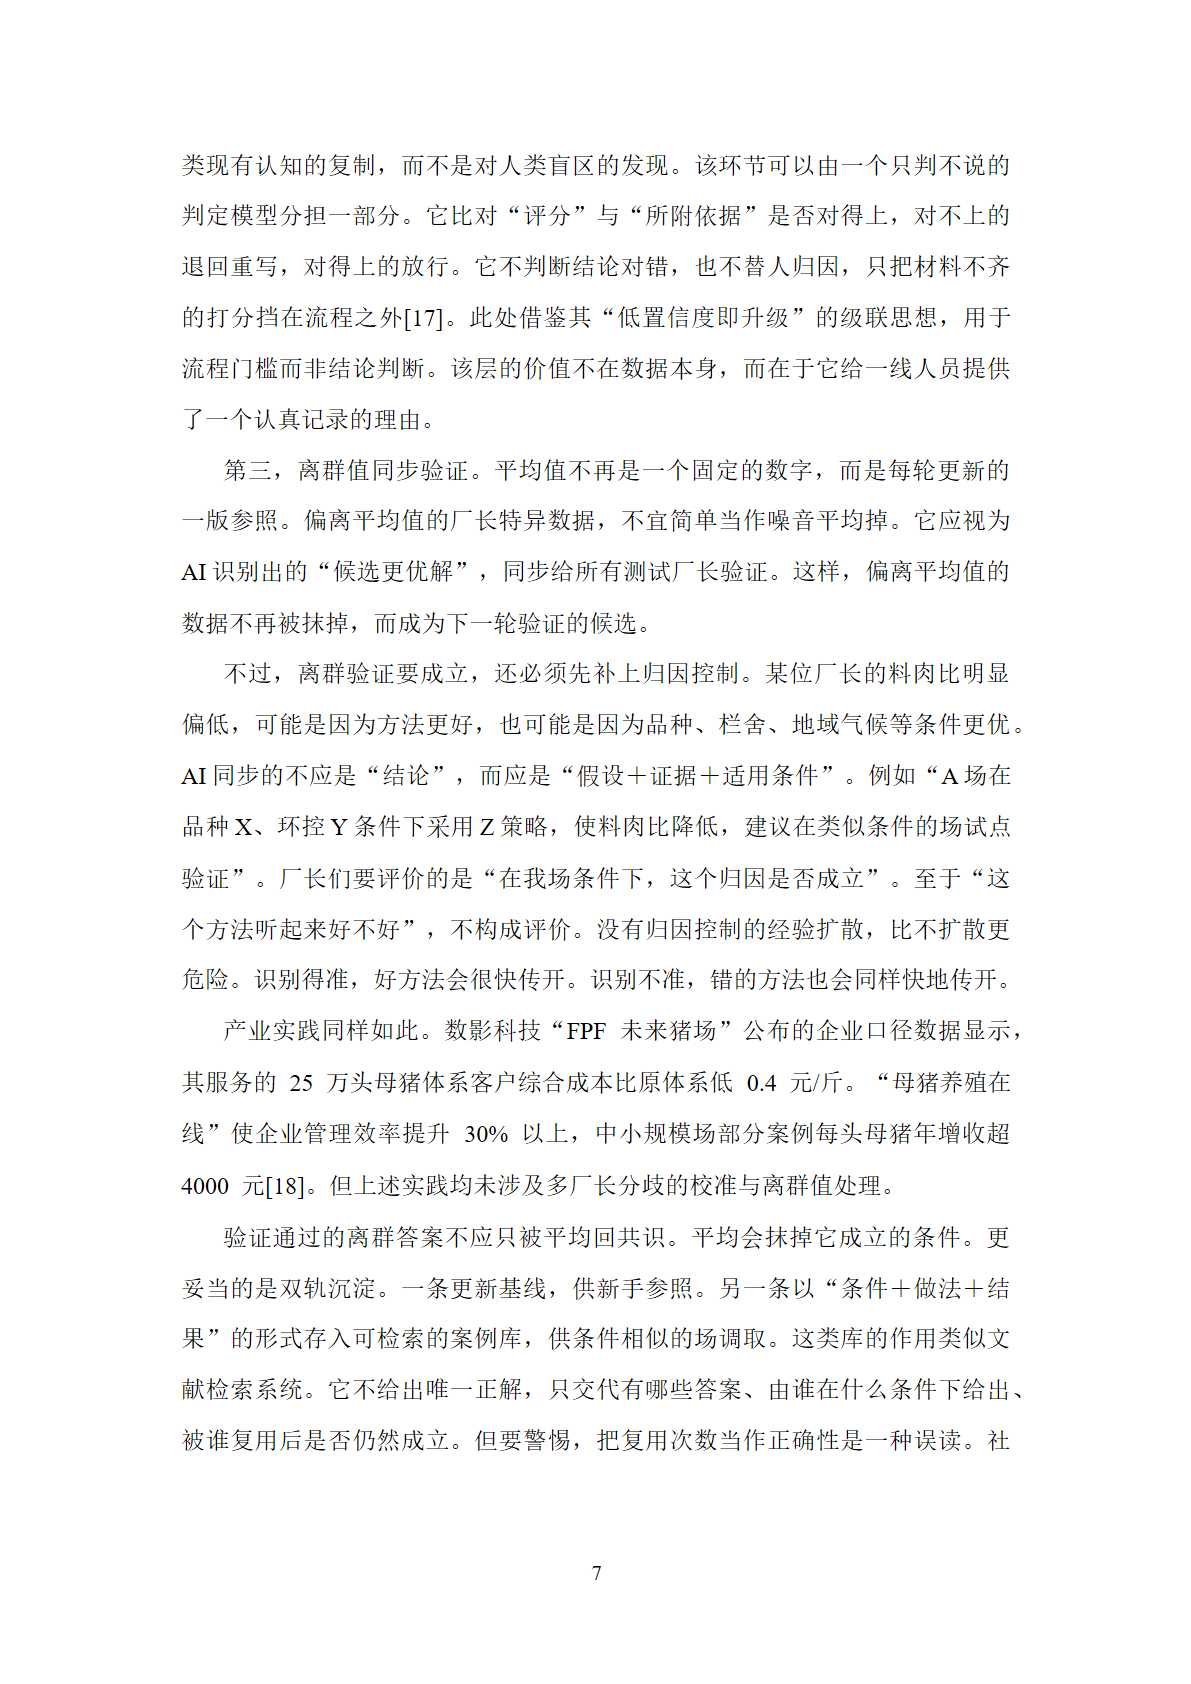 类现有认知的复制，而不是对人类盲区的发现。该环节可以由一个只判不说的
判定模型分担一部分。它比对“评分”与“所附依据”是否对得上，对不上的
退回重写，对得上的放行。它不判断结论对错，也不替人归因，只把材料不齐
的打分挡在流程之外[17]。此处借鉴其“低置信度即升级”的级联思想，用于
流程门槛而非结论判断。该层的价值不在数据本身，而在于它给一线人员提供
了一个认真记录的理由。
第三，离群值同步验证。平均值不再是一个固定的数字，而是每轮更新的
一版参照。偏离平均值的厂长特异数据，不宜简单当作噪音平均掉。它应视为
AI 识别出的“候选更优解”，同步给所有测试厂长验证。这样，偏离平均值的
数据不再被抹掉，而成为下一轮验证的候选。
不过，离群验证要成立，还必须先补上归因控制。某位厂长的料肉比明显
偏低，可能是因为方法更好，也可能是因为品种、栏舍、地域气候等条件更优。
AI 同步的不应是“结论”，而应是“假设＋证据＋适用条件”。例如“A 场在
品种 X、环控 Y 条件下采用 Z 策略，使料肉比降低，建议在类似条件的场试点
验证”。厂长们要评价的是“在我场条件下，这个归因是否成立”。至于“这
个方法听起来好不好”，不构成评价。没有归因控制的经验扩散，比不扩散更
危险。识别得准，好方法会很快传开。识别不准，错的方法也会同样快地传开。
产业实践同样如此。数影科技“FPF 未来猪场”公布的企业口径数据显示，
其服务的 25 万头母猪体系客户综合成本比原体系低 0.4 元/斤。“母猪养殖在
线”使企业管理效率提升 30% 以上，中小规模场部分案例每头母猪年增收超
4000 元[18]。但上述实践均未涉及多厂长分歧的校准与离群值处理。
验证通过的离群答案不应只被平均回共识。平均会抹掉它成立的条件。更
妥当的是双轨沉淀。一条更新基线，供新手参照。另一条以“条件＋做法＋结
果”的形式存入可检索的案例库，供条件相似的场调取。这类库的作用类似文
献检索系统。它不给出唯一正解，只交代有哪些答案、由谁在什么条件下给出、
被谁复用后是否仍然成立。但要警惕，把复用次数当作正确性是一种误读。社
7